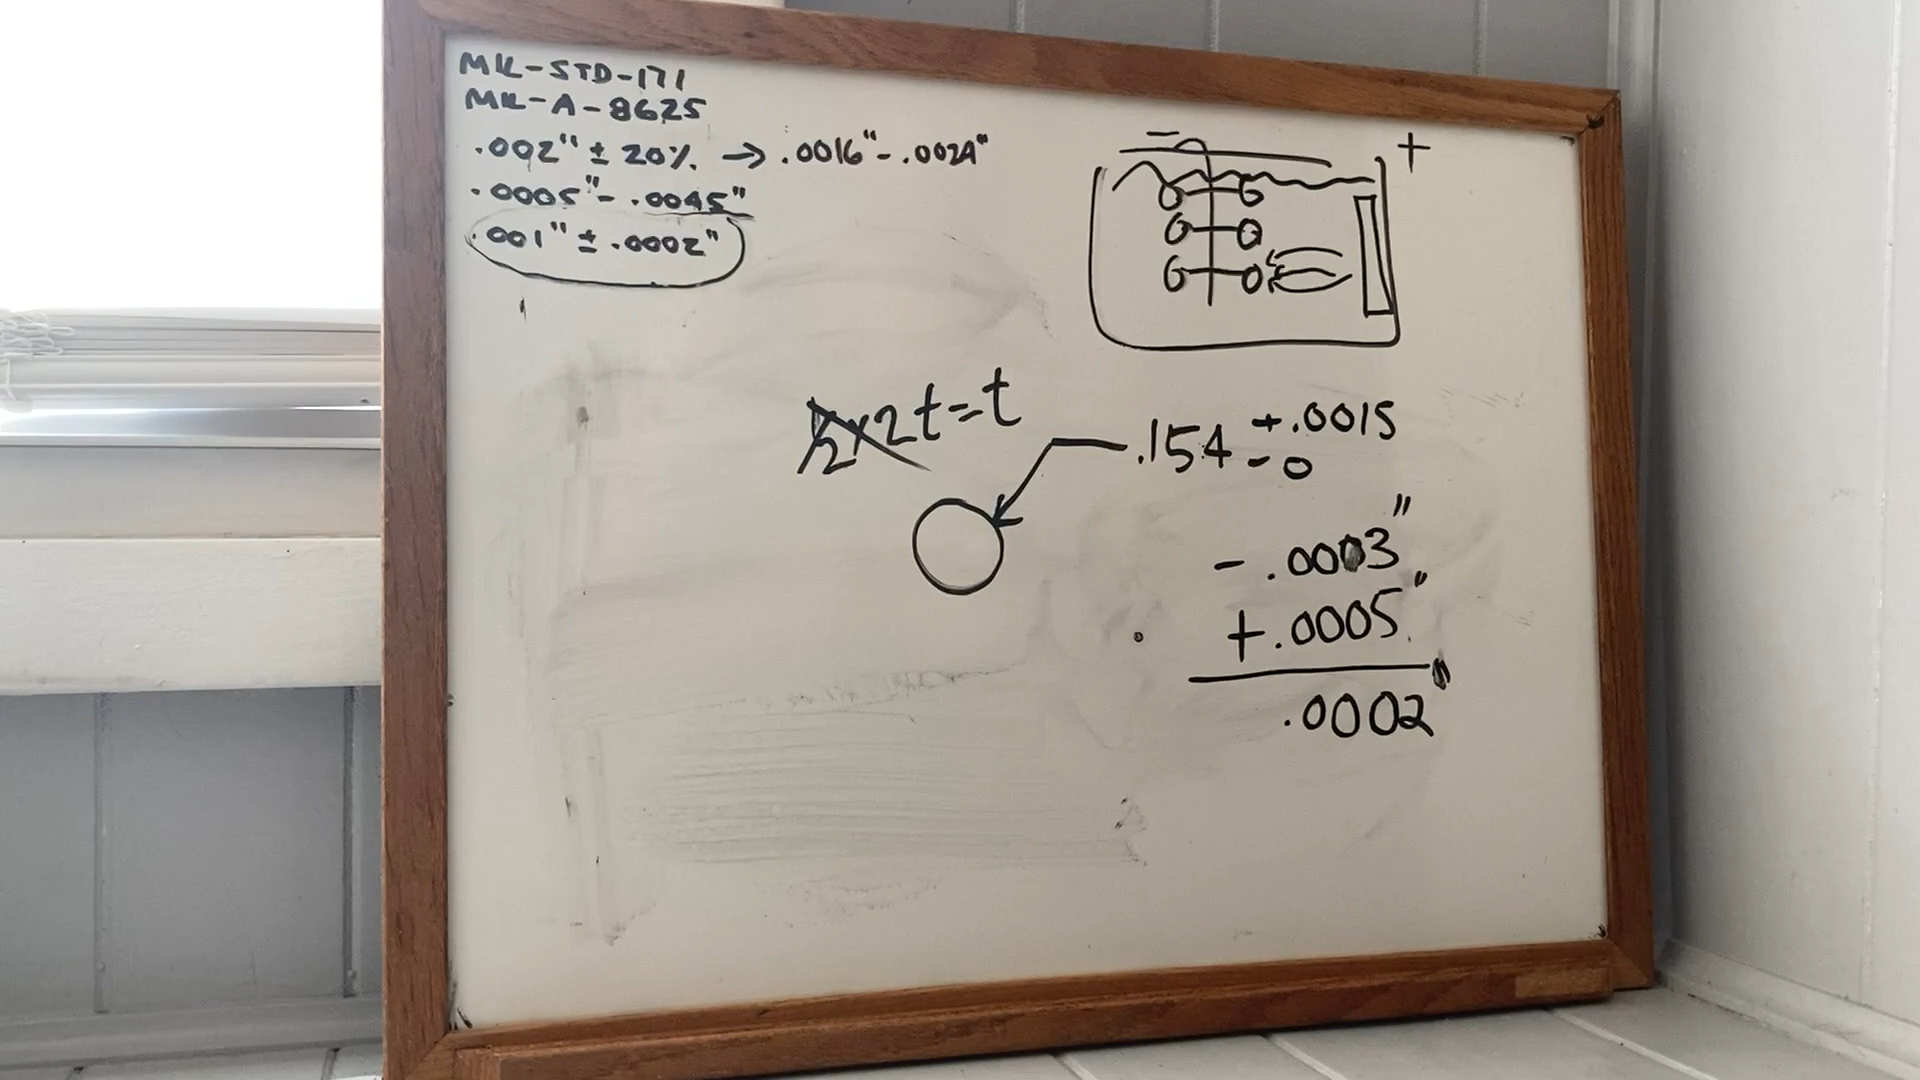 MIL-STD-171
MIL-A-8625
.002" ± 20% → .0016" - .0024"
.0005" - .0045"
.001" ± .0002"
- +
½ x 2t = t
.154 + .0015
- 0
- .0003"
+ .0005"
.0002"